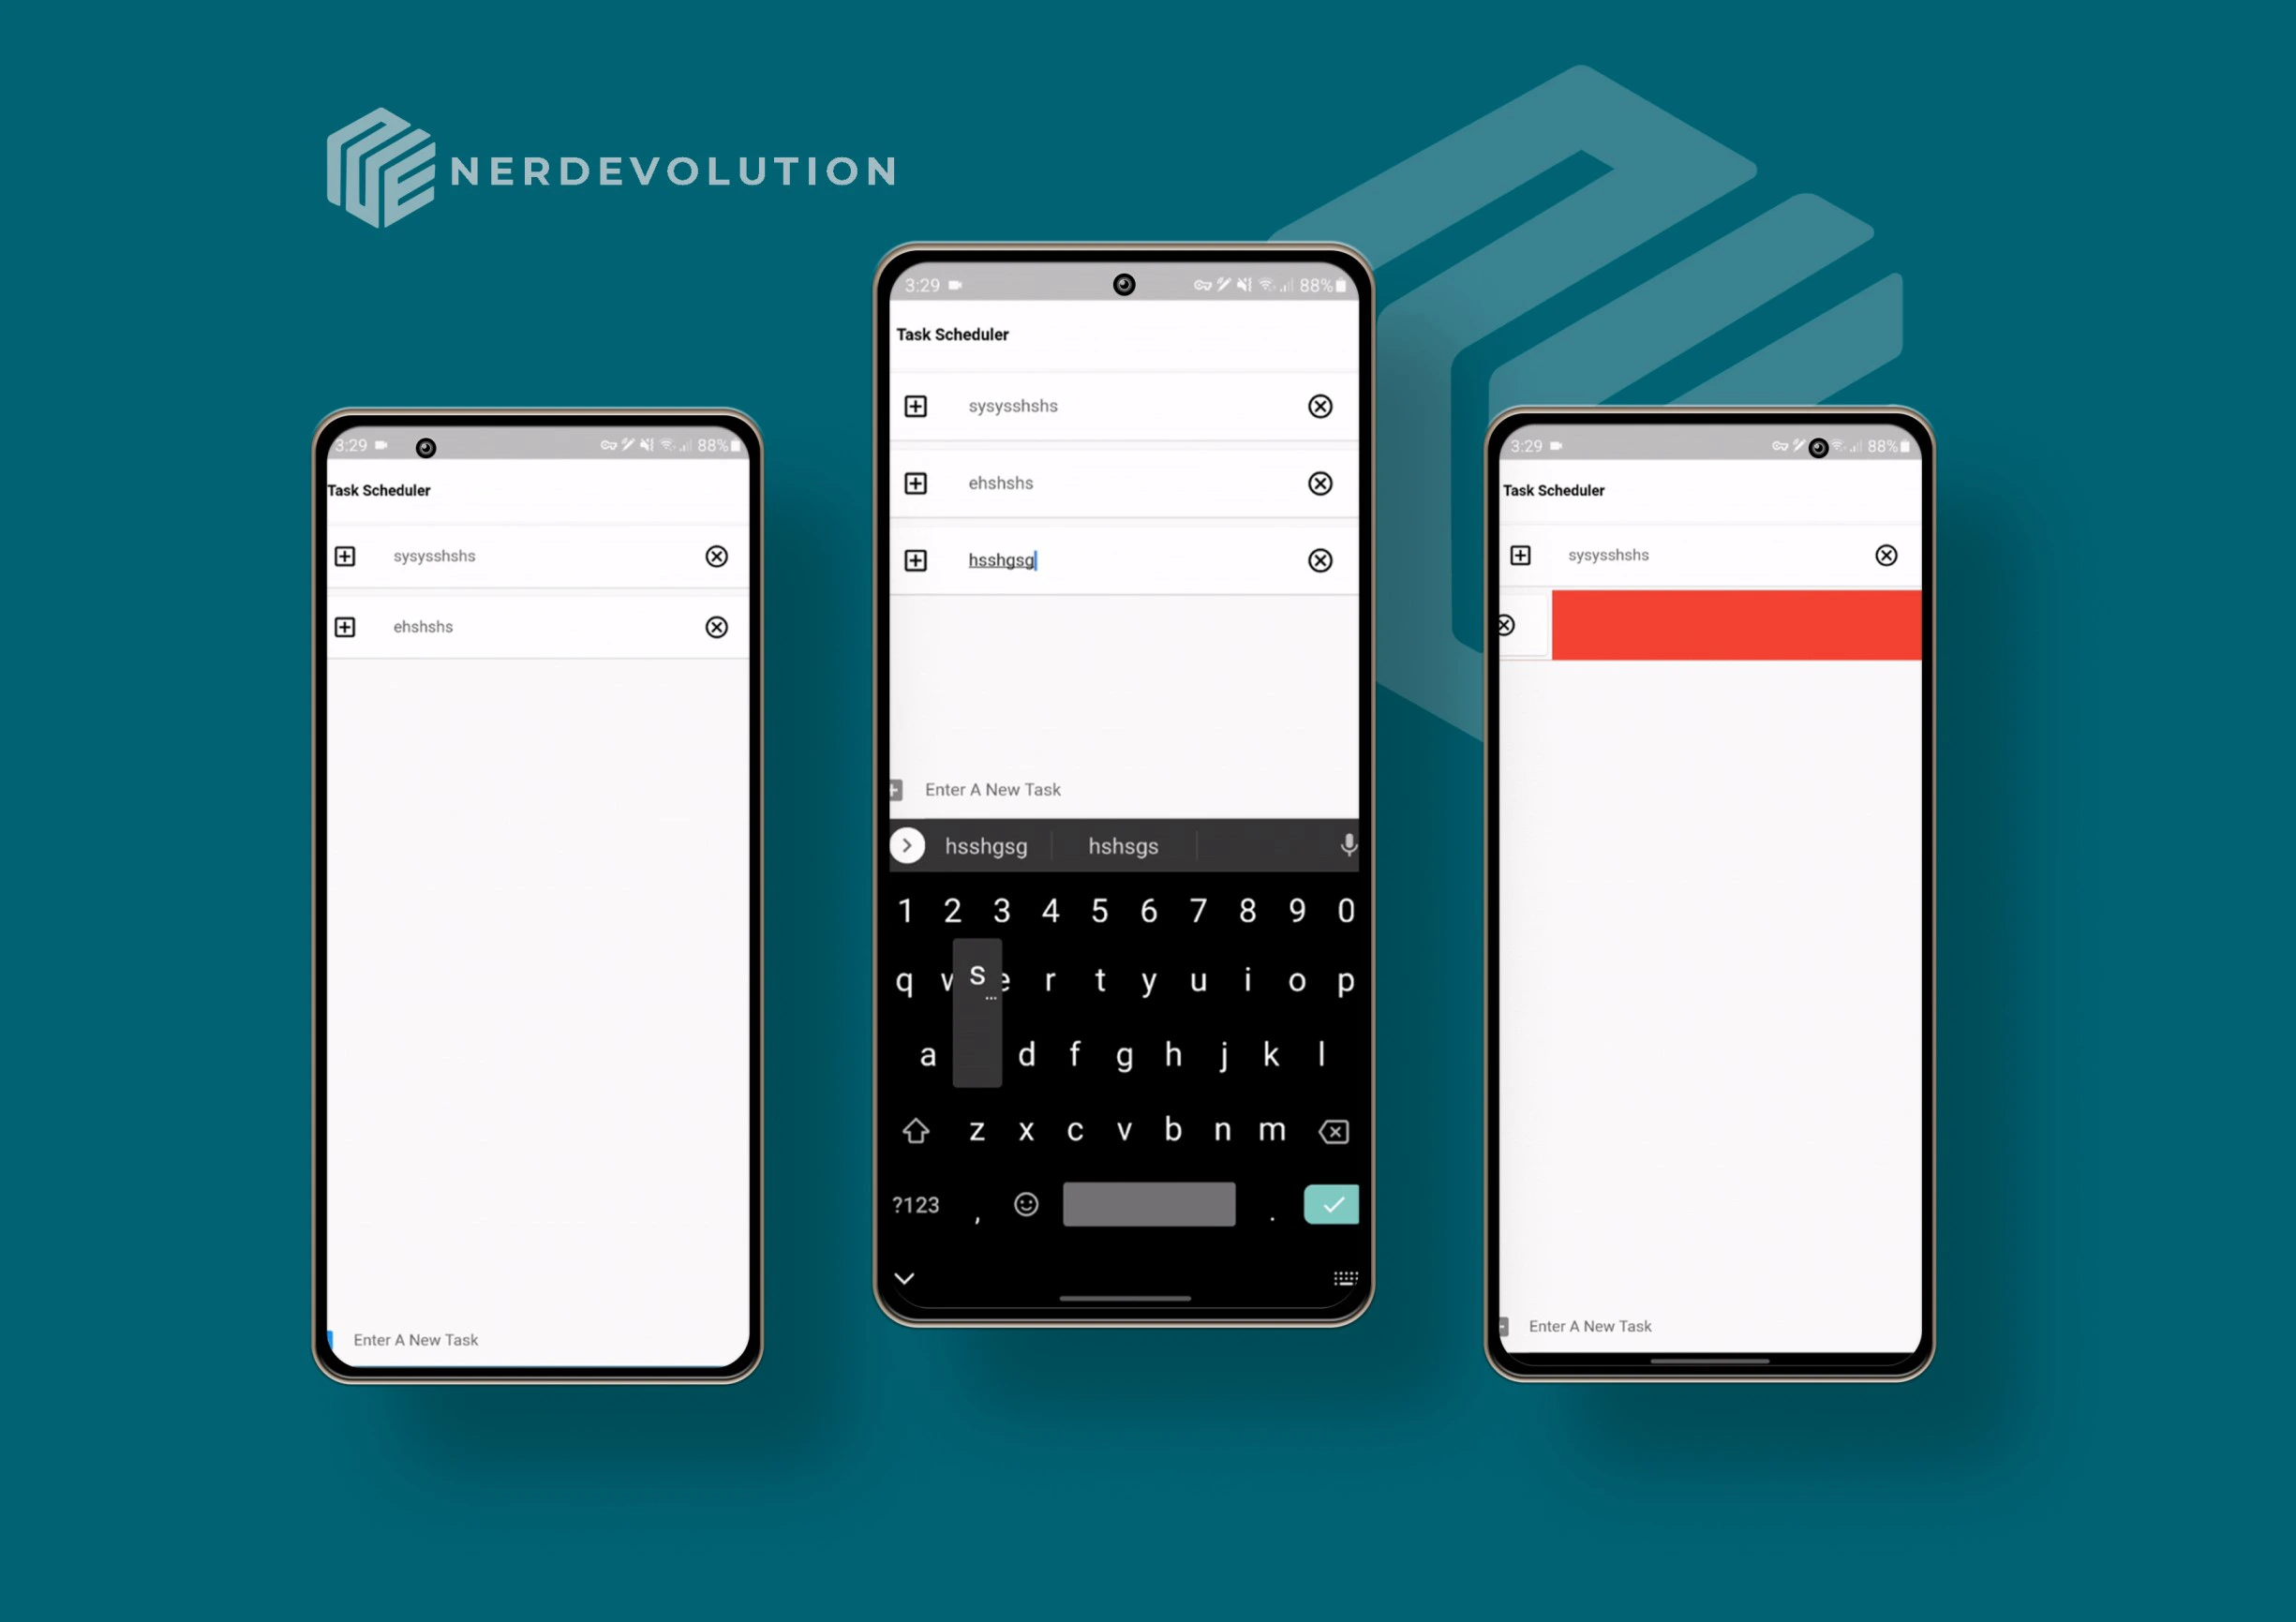 NERDEVOLUTION
3:29 88%
Task Scheduler
sysysshshs
ehshshs
Enter A New Task
3:29 88%
Task Scheduler
sysysshshs
ehshshs
hsshgsg
Enter A New Task
hsshgsg hshsgs
1 2 3 4 5 6 7 8 9 0
q w s e r t y u i o p
a d f g h j k l
z x c v b n m
?123 , .
3:29 88%
Task Scheduler
sysysshshs
Enter A New Task